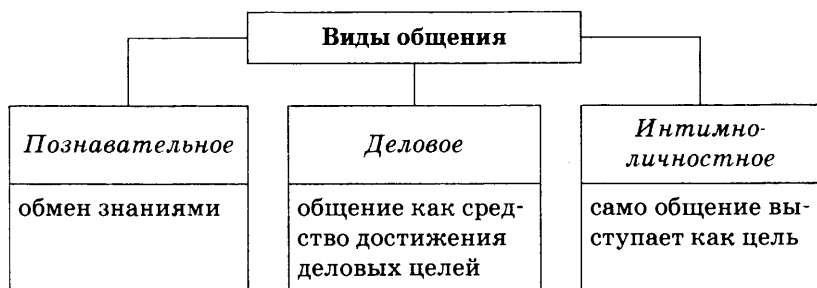 Виды общения
Познавательное
обмен знаниями
Деловое
общение как сред-
ство достижения
деловых целей
Интимно-
личностное
само общение вы-
ступает как цель